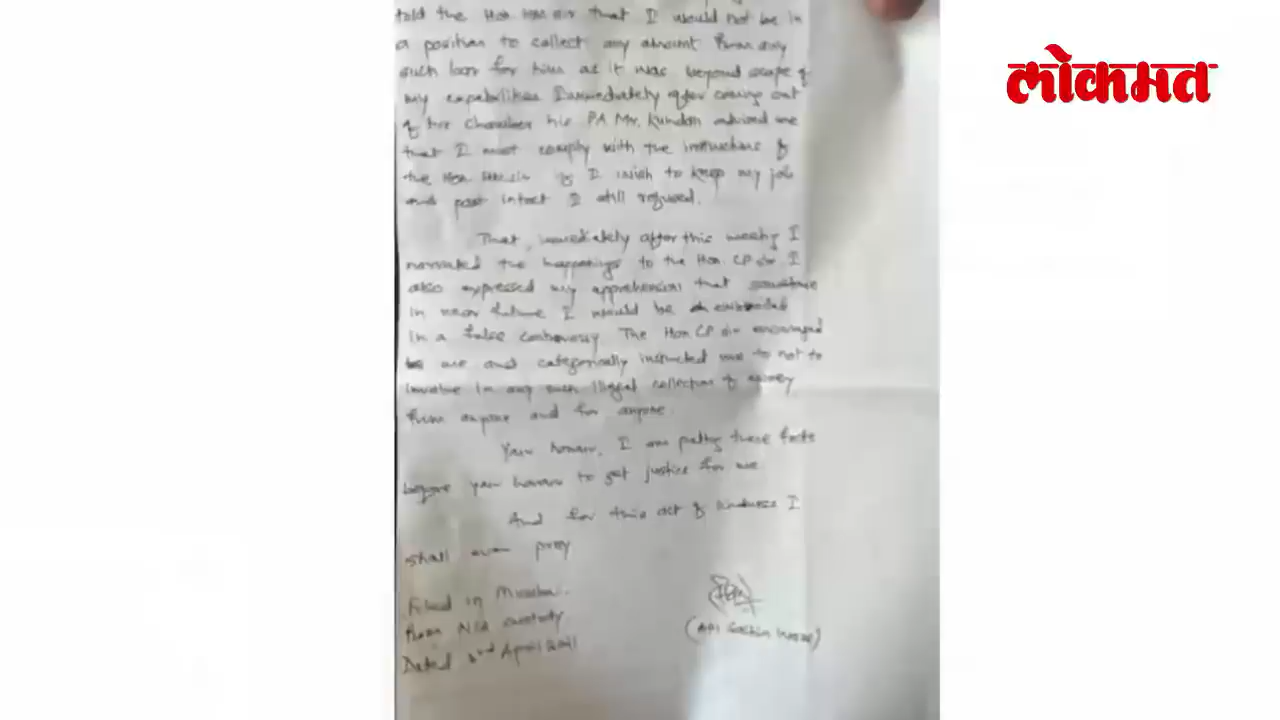 लोकमत
told the Hon HM sir that I would not be in
a position to collect any amount from any
such bar for him as it was beyond scope of
my capabilities Immediately after coming out
of his Chamber his PA Mr. Kundan advised me
that I must comply with the instructions of
the Hon HM sir if I wish to keep my job
and post intact I still refused.
That, immediately after this meeting I
narrated the happenings to the Hon. CP sir I
also expressed my apprehension that sometime
in near future I would be
in a false controversy. The Hon CP sir encouraged
me and categorically instructed me to not to
involve in any such illegal collection of money
from anyone and for anyone.
Your honour, I am putting these facts
before your honour to get justice for me
And for this act of kindness I
shall ever pray
Filed in Mumbai.
from NIA custody
Dated 3rd April 2021
(API Sachin Waze)